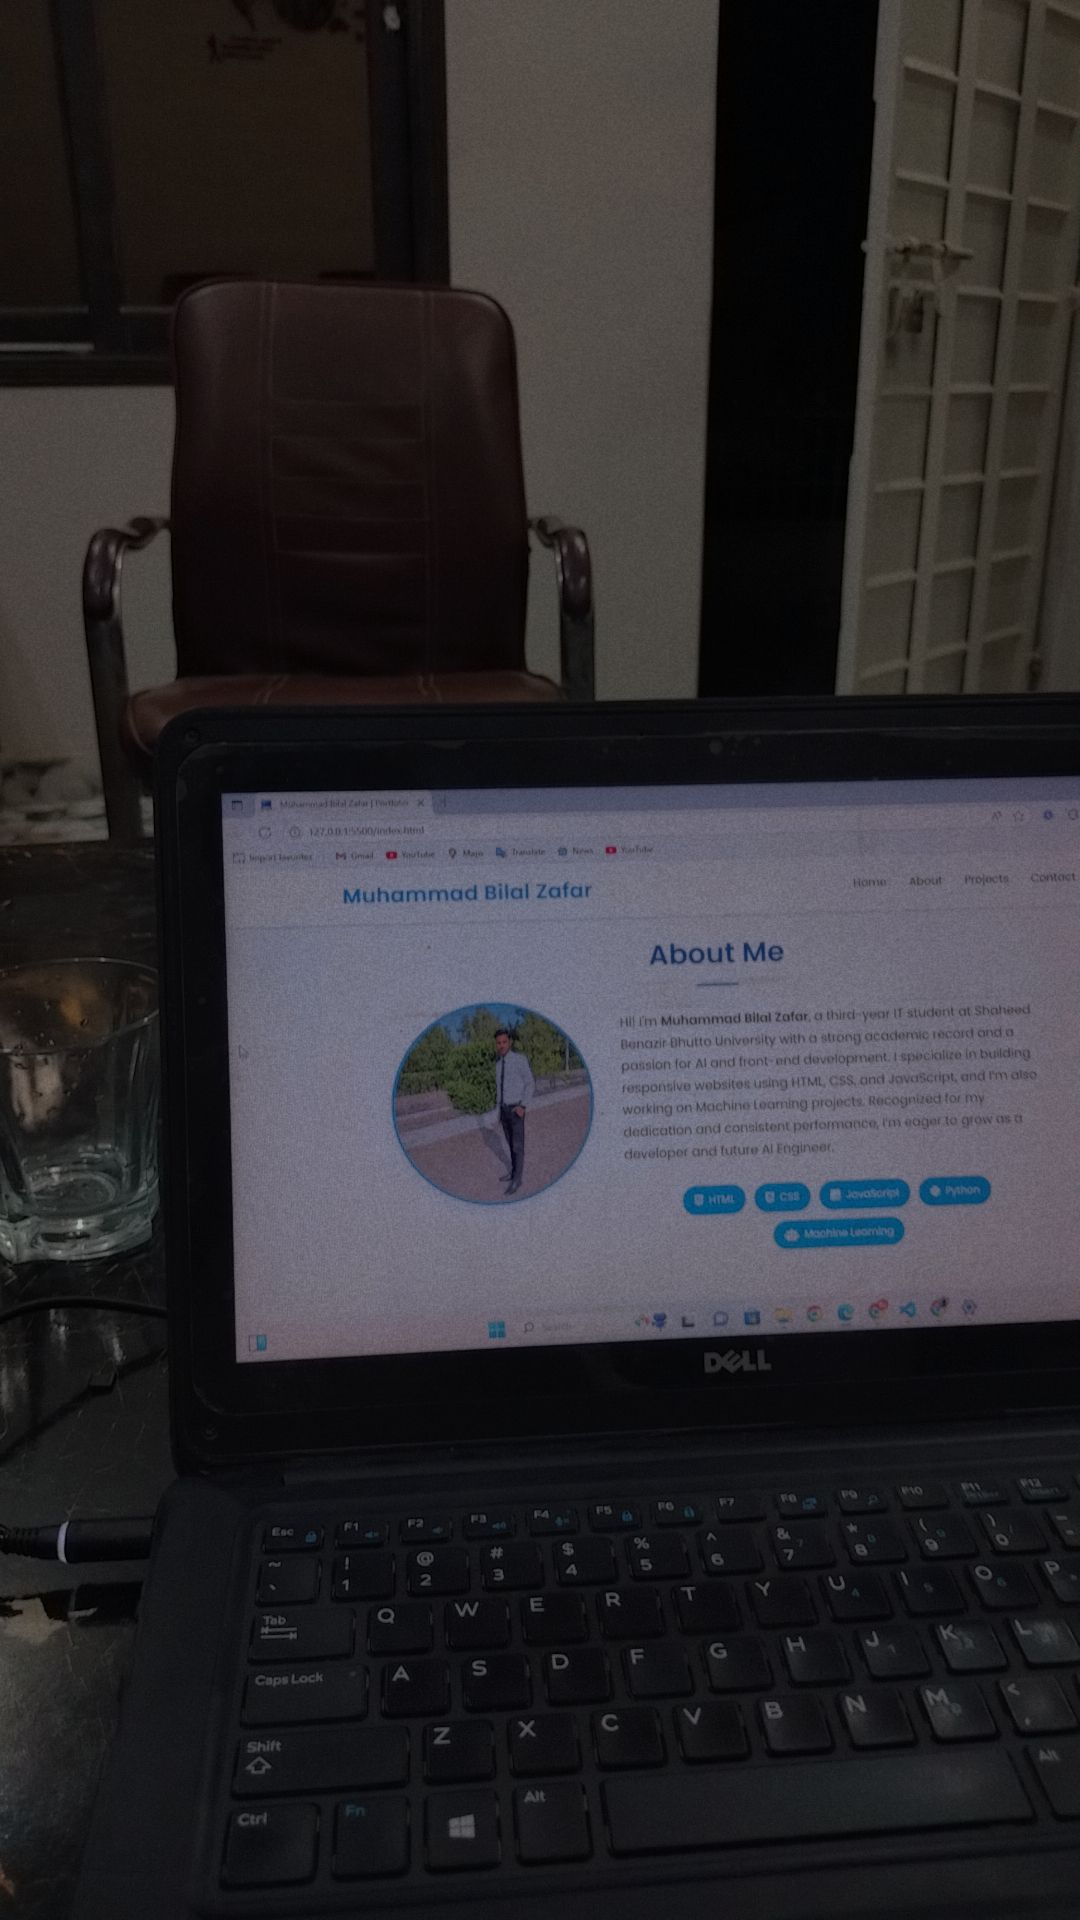 Muhammad Bilal Zafar | Portfolio
127.0.0.1:5500/index.html
Import favorites Gmail YouTube Maps Translate News YouTube
Muhammad Bilal Zafar
Home About Projects Contact
About Me
Hi! I'm Muhammad Bilal Zafar, a third-year IT student at Shaheed
Benazir Bhutto University with a strong academic record and a
passion for AI and front-end development. I specialize in building
responsive websites using HTML, CSS, and JavaScript, and I'm also
working on Machine Learning projects. Recognized for my
dedication and consistent performance, I'm eager to grow as a
developer and future AI Engineer.
HTML CSS JavaScript Python
Machine Learning
Search
DELL
Esc F1 F2 F3 F4 F5 F6 F7 F8 F9 F10 F11 F12
~ ! @ # $ % ^ & * ( )
` 1 2 3 4 5 6 7 8 9 0
Tab Q W E R T Y U I O P
Caps Lock A S D F G H J K L
Shift Z X C V B N M <
Ctrl Fn Alt Alt